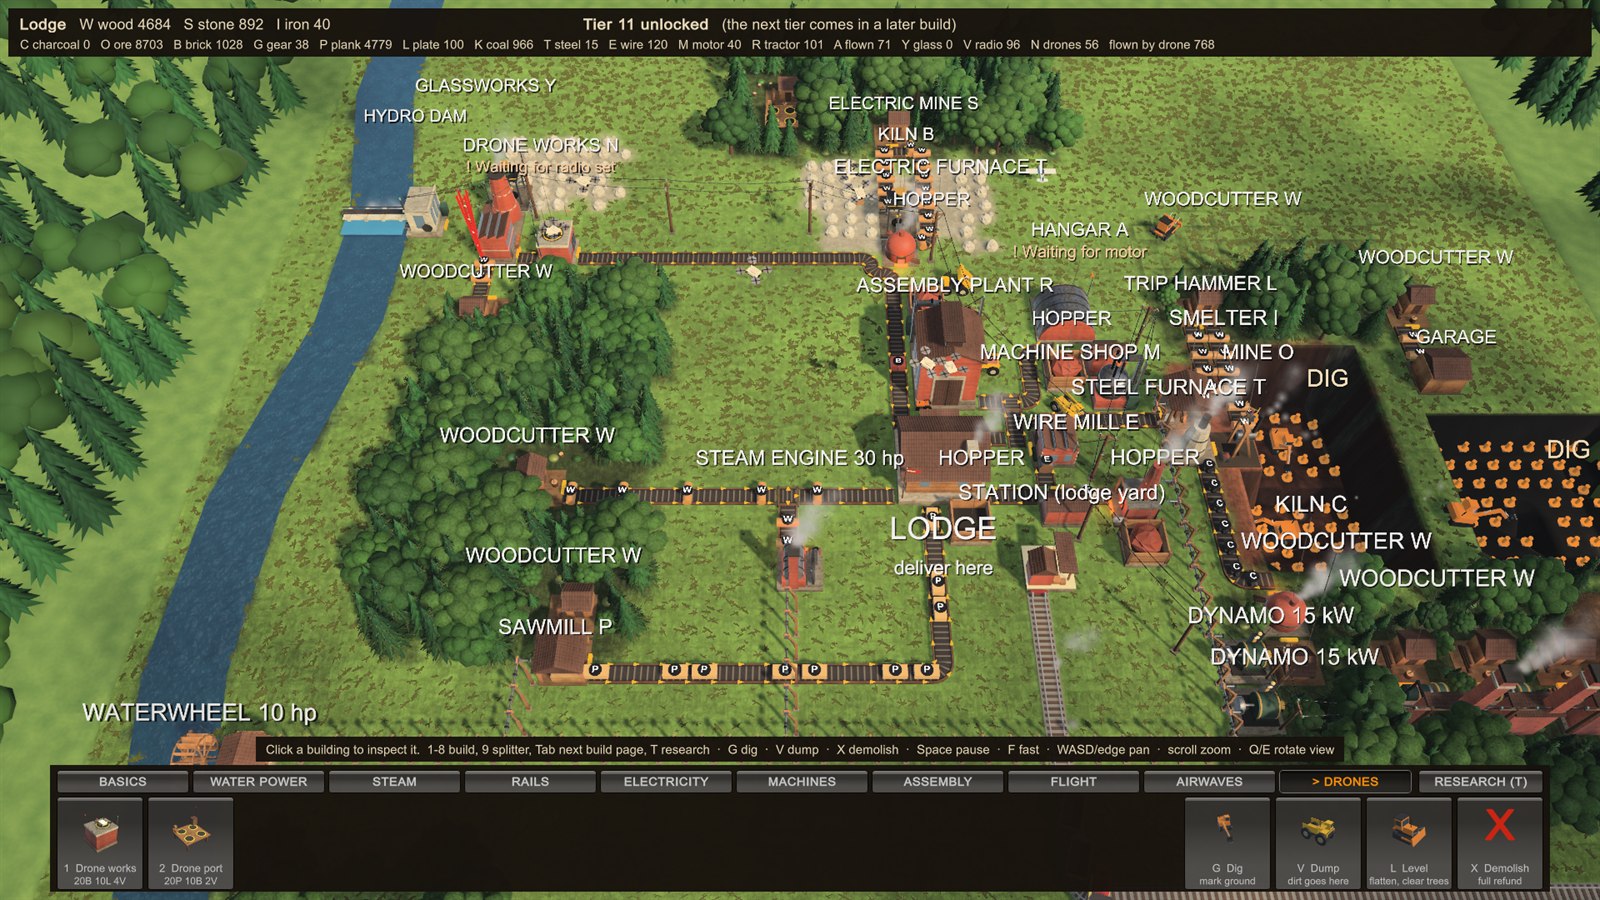 Lodge W wood 4684 S stone 892 I iron 40
Tier 11 unlocked (the next tier comes in a later build)
C charcoal 0 O ore 8703 B brick 1028 G gear 38 P plank 4779 L plate 100 K coal 966 T steel 15 E wire 120 M motor 40 R tractor 101 A flown 71 Y glass 0 V radio 96 N drones 56 flown by drone 768
GLASSWORKS Y
HYDRO DAM
ELECTRIC MINE S
KILN B
DRONE WORKS N
! Waiting for radio set
ELECTRIC FURNACE T
HOPPER
WOODCUTTER W
HANGAR A
! Waiting for motor
WOODCUTTER W
WOODCUTTER W
ASSEMBLY PLANT R
TRIP HAMMER L
HOPPER
SMELTER I
GARAGE
MACHINE SHOP M
MINE O
DIG
STEEL FURNACE T
WIRE MILL E
WOODCUTTER W
DIG
STEAM ENGINE 30 hp
HOPPER
HOPPER
STATION (lodge yard)
KILN C
LODGE
deliver here
WOODCUTTER W
WOODCUTTER W
WOODCUTTER W
DYNAMO 15 kW
SAWMILL P
DYNAMO 15 kW
WATERWHEEL 10 hp
Click a building to inspect it. 1-8 build, 9 splitter, Tab next build page, T research · G dig · V dump · X demolish · Space pause · F fast · WASD/edge pan · scroll zoom · Q/E rotate view
BASICS WATER POWER STEAM RAILS ELECTRICITY MACHINES ASSEMBLY FLIGHT AIRWAVES > DRONES RESEARCH (T)
1 Drone works
20B 10L 4V
2 Drone port
20P 10B 2V
G Dig
mark ground
V Dump
dirt goes here
L Level
flatten, clear trees
X Demolish
full refund